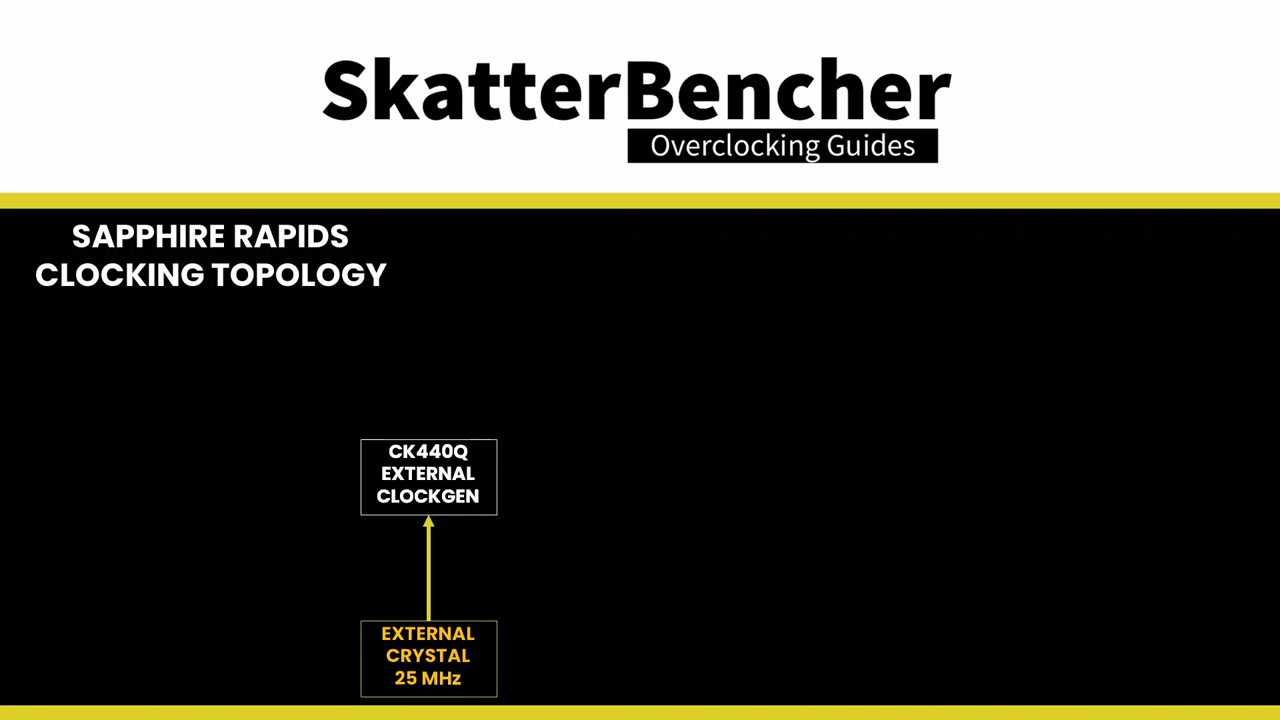 SkatterBencher
Overclocking Guides
SAPPHIRE RAPIDS
CLOCKING TOPOLOGY
CK440Q
EXTERNAL
CLOCKGEN
EXTERNAL
CRYSTAL
25 MHz